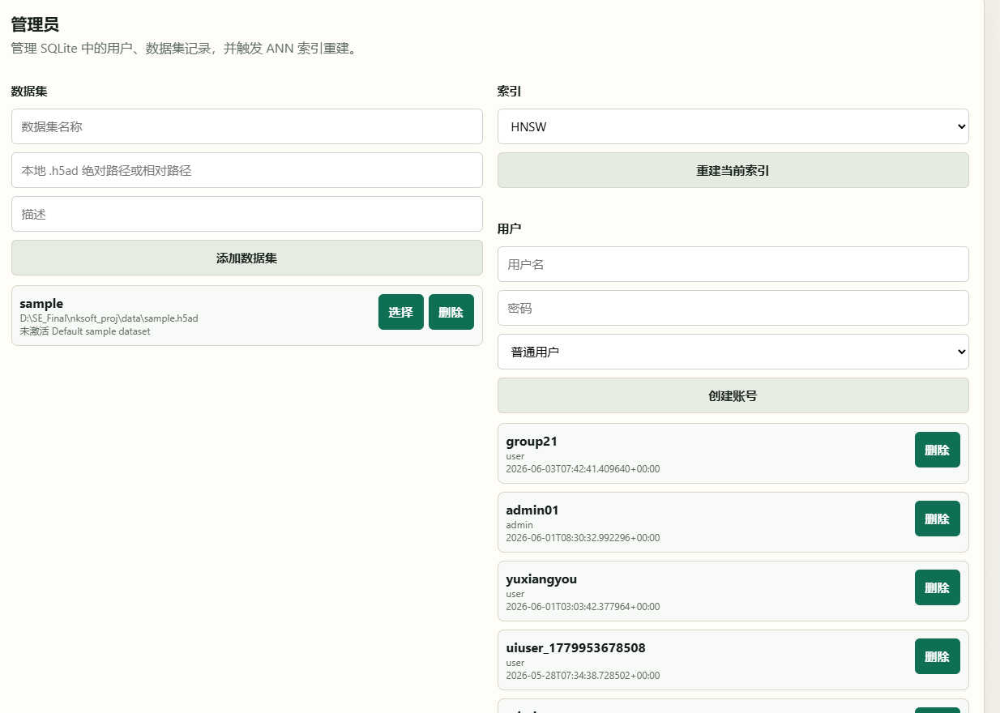 管理员
管理 SQLite 中的用户、数据集记录，并触发 ANN 索引重建。
数据集
数据集名称
本地 .h5ad 绝对路径或相对路径
描述
添加数据集
sample
D:\SE_Final\nksoft_proj\data\sample.h5ad
未激活 Default sample dataset
选择
删除
索引
HNSW
重建当前索引
用户
用户名
密码
普通用户
创建账号
group21
user
2026-06-03T07:42:41.409640+00:00
删除
admin01
admin
2026-06-01T08:30:32.992296+00:00
删除
yuxiangyou
user
2026-06-01T03:03:42.377964+00:00
删除
uiuser_1779953678508
user
2026-05-28T07:34:38.728502+00:00
删除